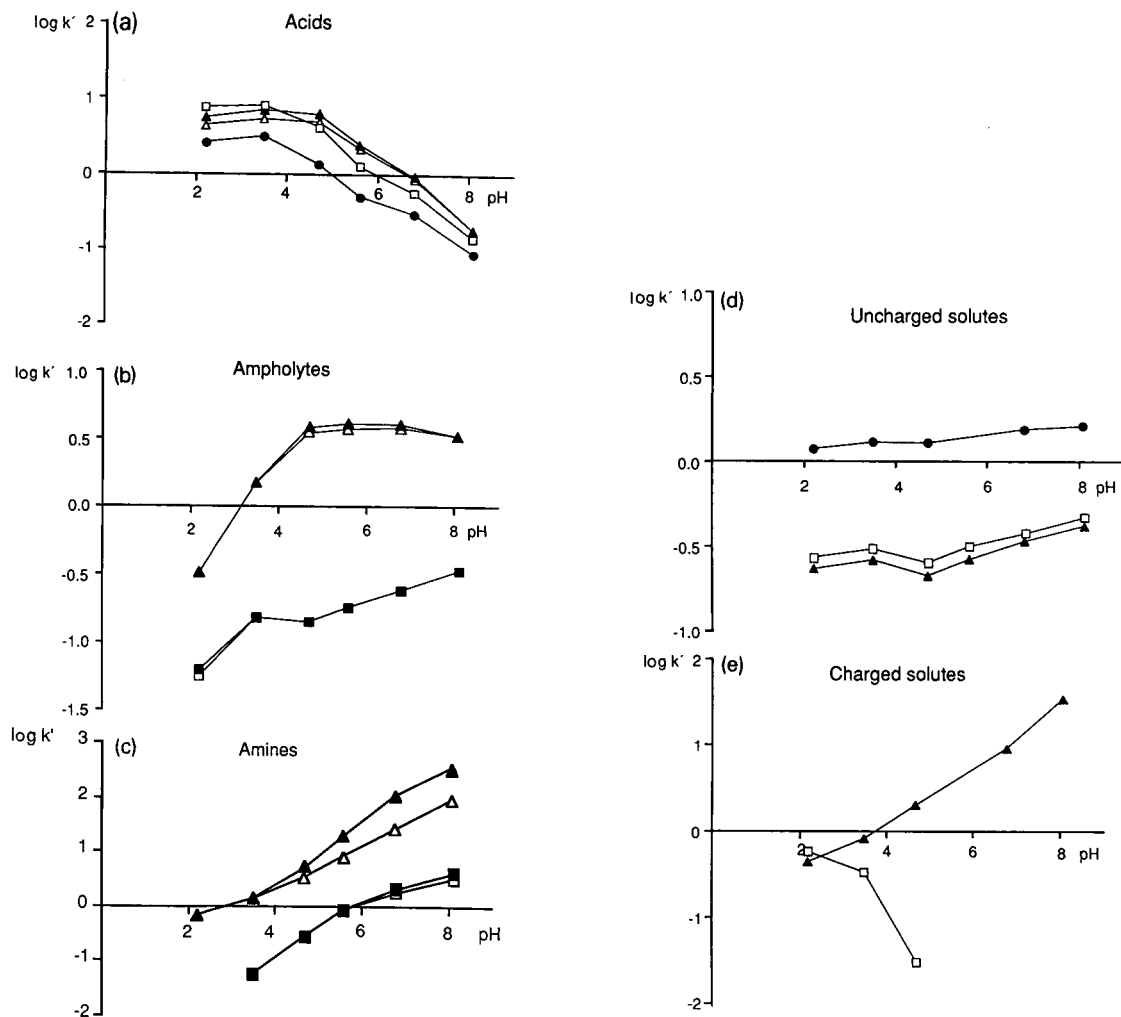 log k′ 2 (a) Acids
1
0
2 4 6 8 pH
-1
-2
log k′ 1.0 (b) Ampholytes
0.5
0.0
2 4 6 8 pH
-0.5
-1.0
-1.5
log k' 3 (c) Amines
2
1
0
2 4 6 8 pH
-1
-2
log k′ 1.0 (d) Uncharged solutes
0.5
0.0
2 4 6 8 pH
-0.5
-1.0
log k′ 2 (e) Charged solutes
1
0
2 4 6 8 pH
-1
-2